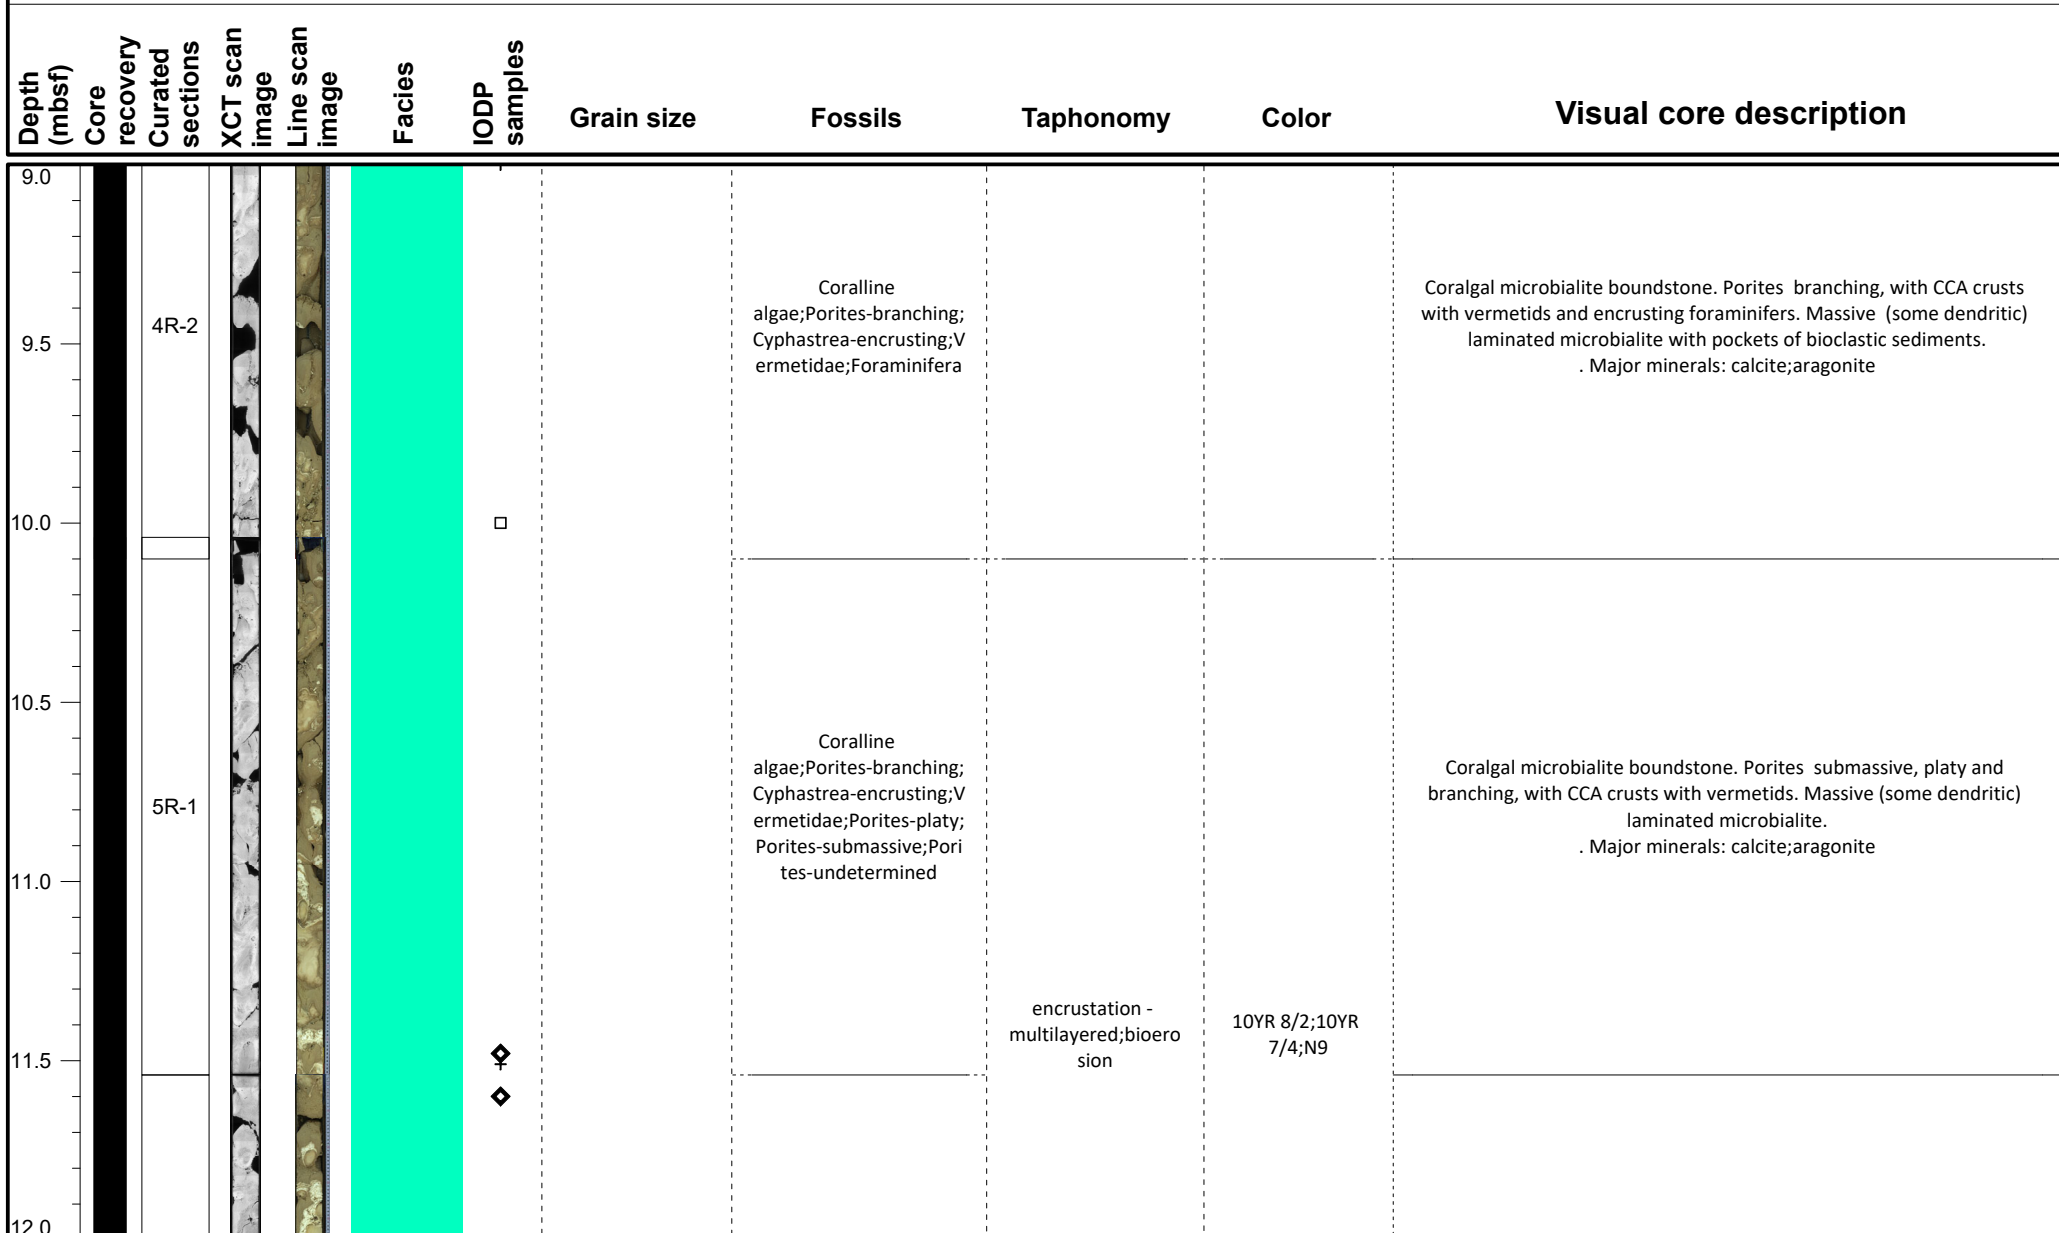 Depth
(mbsf)
Core
recovery
Curated
sections
XCT scan
image
Line scan
image
Facies
IODP
samples
Grain size
Fossils
Taphonomy
Color
Visual core description
9.0
4R-2
9.5
Coralline
algae;Porites-branching;
Cyphastrea-encrusting;V
ermetidae;Foraminifera
Coralgal microbialite boundstone. Porites branching, with CCA crusts
with vermetids and encrusting foraminifers. Massive (some dendritic)
laminated microbialite with pockets of bioclastic sediments.
. Major minerals: calcite;aragonite
10.0
10.5
5R-1
Coralline
algae;Porites-branching;
Cyphastrea-encrusting;V
ermetidae;Porites-platy;
Porites-submassive;Pori
tes-undetermined
Coralgal microbialite boundstone. Porites submassive, platy and
branching, with CCA crusts with vermetids. Massive (some dendritic)
laminated microbialite.
. Major minerals: calcite;aragonite
11.0
encrustation -
multilayered;bioero
sion
10YR 8/2;10YR
7/4;N9
11.5
12.0